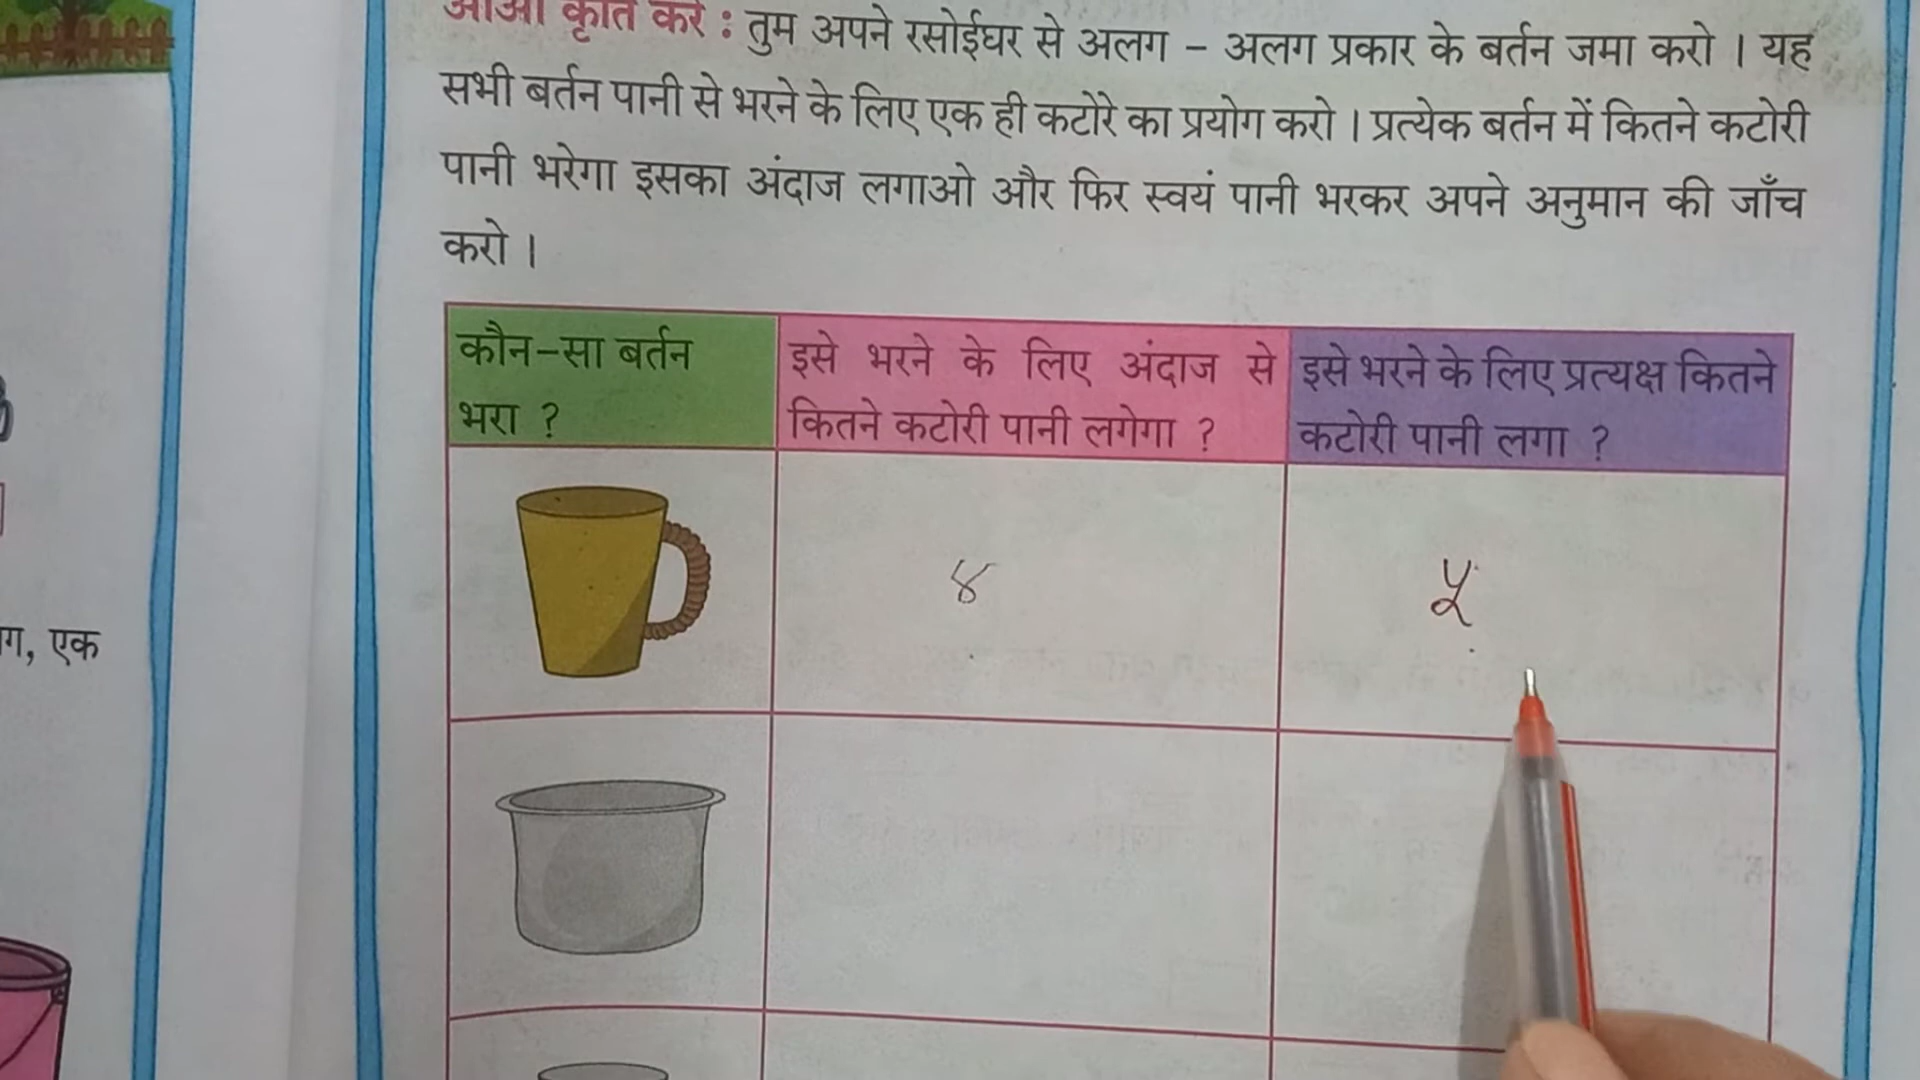 आओ कृति करें : तुम अपने रसोईघर से अलग – अलग प्रकार के बर्तन जमा करो । यह
सभी बर्तन पानी से भरने के लिए एक ही कटोरे का प्रयोग करो । प्रत्येक बर्तन में कितने कटोरी
पानी भरेगा इसका अंदाज लगाओ और फिर स्वयं पानी भरकर अपने अनुमान की जाँच
करो ।
कौन-सा बर्तन
भरा ?
इसे भरने के लिए अंदाज से
कितने कटोरी पानी लगेगा ?
इसे भरने के लिए प्रत्यक्ष कितने
कटोरी पानी लगा ?
४
५
एक